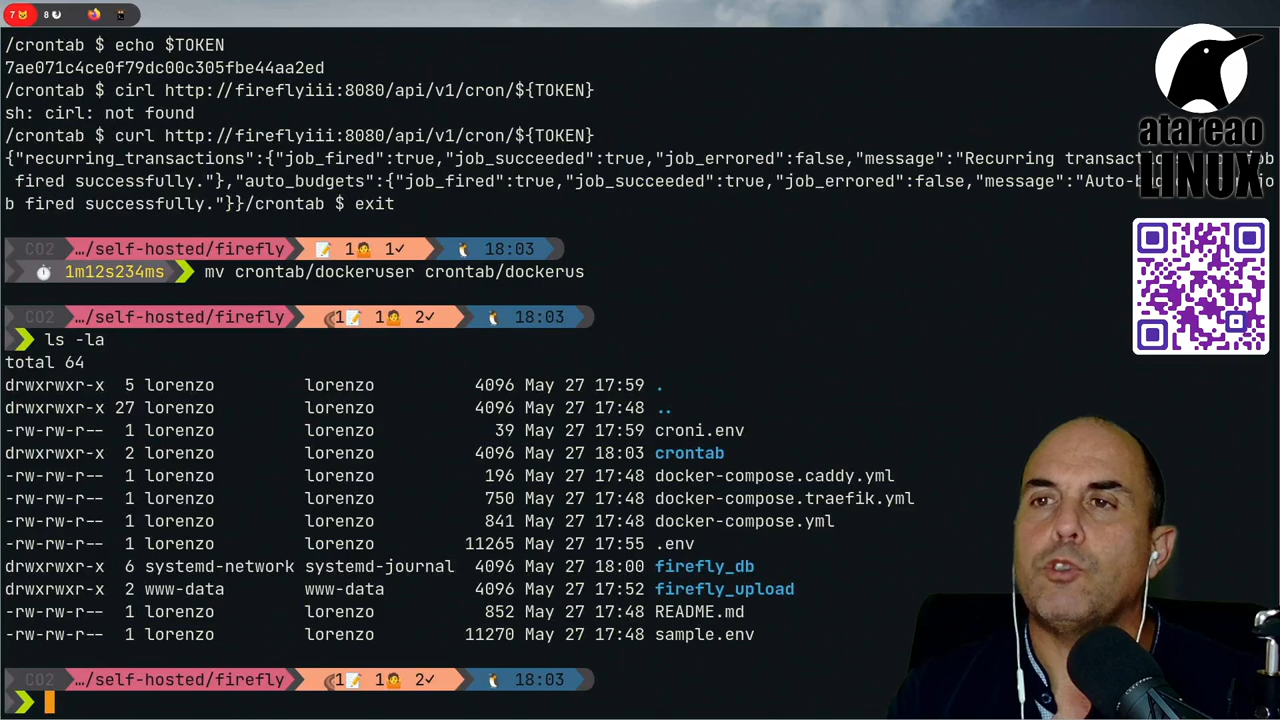 7 8
/crontab $ echo $TOKEN
7ae071c4ce0f79dc00c305fbe44aa2ed
/crontab $ cirl http://fireflyiii:8080/api/v1/cron/${TOKEN}
sh: cirl: not found
/crontab $ curl http://fireflyiii:8080/api/v1/cron/${TOKEN}
{"recurring_transactions":{"job_fired":true,"job_succeeded":true,"job_errored":false,"message":"Recurring
fired successfully."},"auto_budgets":{"job_fired":true,"job_succeeded":true,"job_errored":false,"message":
b fired successfully."}}/crontab $ exit
atareao
LINUX
CO2 …/self-hosted/firefly 1 1✓ 18:03
1m12s234ms mv crontab/dockeruser crontab/dockerus
CO2 …/self-hosted/firefly 1 1 2✓ 18:03
ls -la
total 64
drwxrwxr-x 5 lorenzo lorenzo 4096 May 27 17:59 .
drwxrwxr-x 27 lorenzo lorenzo 4096 May 27 17:48 ..
-rw-rw-r-- 1 lorenzo lorenzo 39 May 27 17:59 croni.env
drwxrwxr-x 2 lorenzo lorenzo 4096 May 27 18:03 crontab
-rw-rw-r-- 1 lorenzo lorenzo 196 May 27 17:48 docker-compose.caddy.yml
-rw-rw-r-- 1 lorenzo lorenzo 750 May 27 17:48 docker-compose.traefik.yml
-rw-rw-r-- 1 lorenzo lorenzo 841 May 27 17:48 docker-compose.yml
-rw-rw-r-- 1 lorenzo lorenzo 11265 May 27 17:55 .env
drwxrwxr-x 6 systemd-network systemd-journal 4096 May 27 18:00 firefly_db
drwxrwxr-x 2 www-data www-data 4096 May 27 17:52 firefly_upload
-rw-rw-r-- 1 lorenzo lorenzo 852 May 27 17:48 README.md
-rw-rw-r-- 1 lorenzo lorenzo 11270 May 27 17:48 sample.env
CO2 …/self-hosted/firefly 1 1 2✓ 18:03